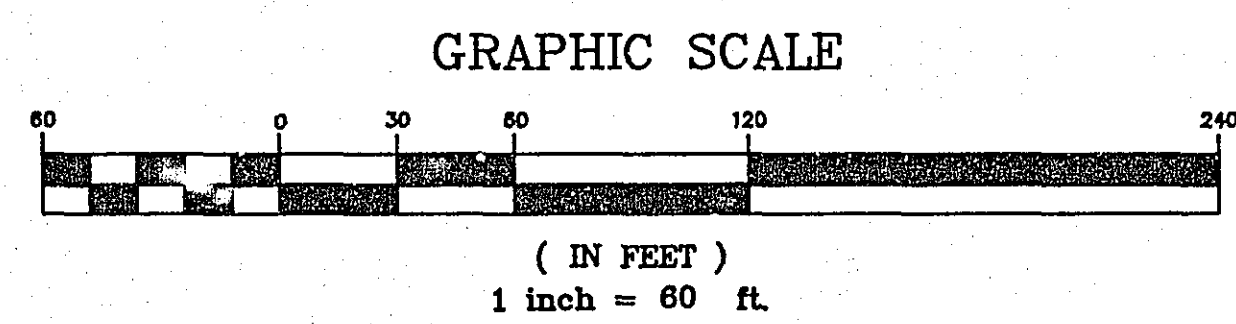 GRAPHIC SCALE
60 0 30 60 120 240
( IN FEET )
1 inch = 60 ft.